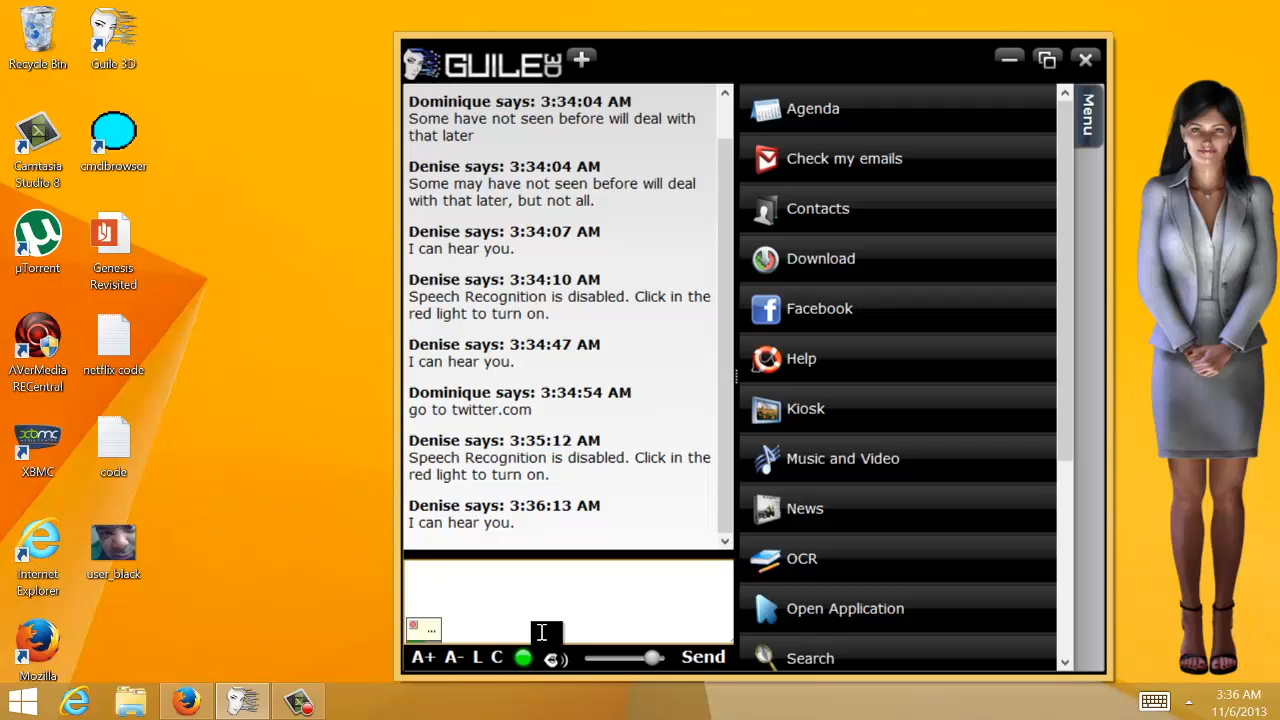 Recycle Bin
Guile 3D
Camtasia
Studio 8
cmdbrowser
µTorrent
Genesis
Revisited
AVerMedia
RECentral
netflix code
XBMC
code
Internet
Explorer
user_black
Mozilla
GUILE3D
Dominique says: 3:34:04 AM
Some have not seen before will deal with
that later
Denise says: 3:34:04 AM
Some may have not seen before will deal
with that later, but not all.
Denise says: 3:34:07 AM
I can hear you.
Denise says: 3:34:10 AM
Speech Recognition is disabled. Click in the
red light to turn on.
Denise says: 3:34:47 AM
I can hear you.
Dominique says: 3:34:54 AM
go to twitter.com
Denise says: 3:35:12 AM
Speech Recognition is disabled. Click in the
red light to turn on.
Denise says: 3:36:13 AM
I can hear you.
...
A+ A- L C Send
Menu
Agenda
Check my emails
Contacts
Download
Facebook
Help
Kiosk
Music and Video
News
OCR
Open Application
Search
3:36 AM
11/6/2013